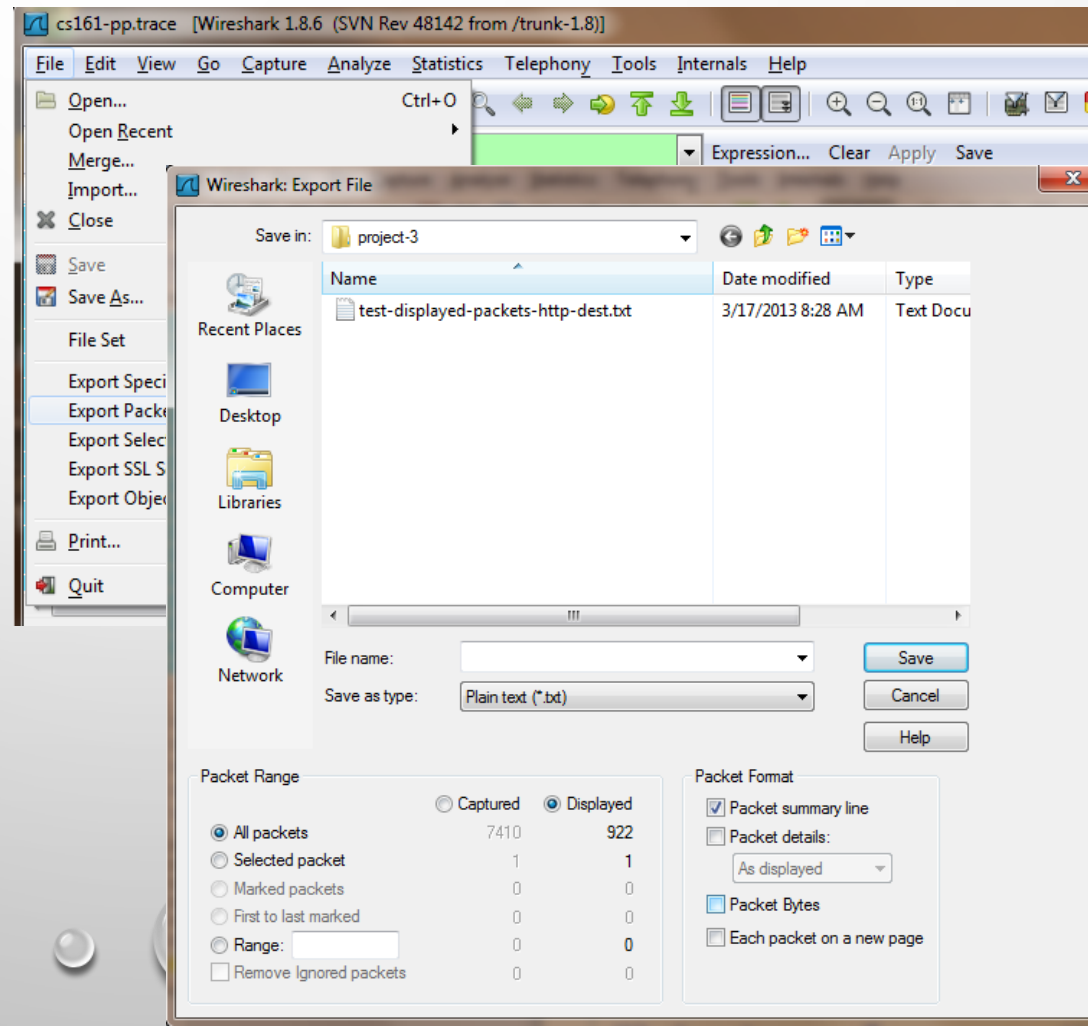 cs161-pp.trace [Wireshark 1.8.6 (SVN Rev 48142 from /trunk-1.8)]
File Edit View Go Capture Analyze Statistics Telephony Tools Internals Help
Open... Ctrl+O
Open Recent
Merge...
Import...
Close
Save
Save As...
File Set
Export Speci
Export Packe
Export Selec
Export SSL S
Export Objec
Print...
Quit
Expression... Clear Apply Save
Wireshark: Export File
Save in: project-3
Name Date modified Type
test-displayed-packets-http-dest.txt 3/17/2013 8:28 AM Text Docu
Recent Places
Desktop
Libraries
Computer
Network
File name: Save
Save as type: Plain text (*.txt) Cancel
Help
Packet Range
Captured Displayed
All packets 7410 922
Selected packet 1 1
Marked packets 0 0
First to last marked 0 0
Range: 0 0
Remove Ignored packets 0 0
Packet Format
Packet summary line
Packet details:
As displayed
Packet Bytes
Each packet on a new page